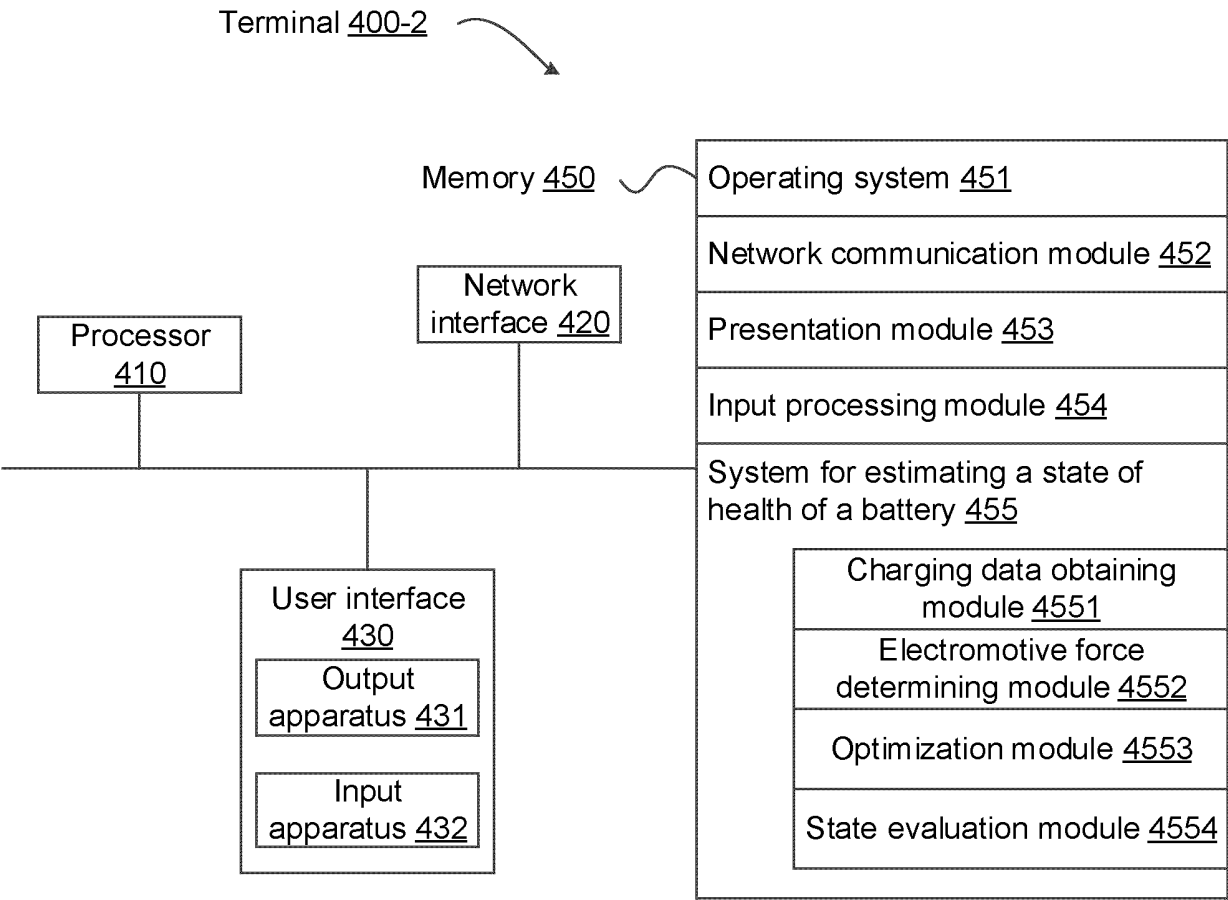 Terminal 400-2
Memory 450
Operating system 451
Network communication module 452
Presentation module 453
Input processing module 454
System for estimating a state of
health of a battery 455
Charging data obtaining
module 4551
Electromotive force
determining module 4552
Optimization module 4553
State evaluation module 4554
Network
interface 420
Processor
410
User interface
430
Output
apparatus 431
Input
apparatus 432